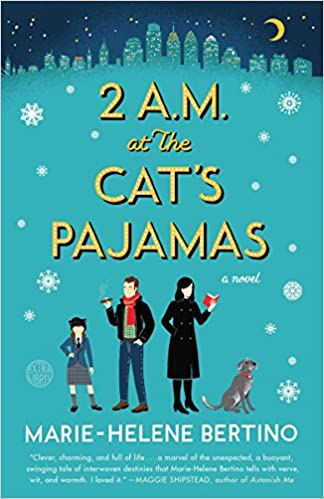 2 A.M.
at The
CAT'S
PAJAMAS
a novel
EXTRA
LIBRIS
MARIE-HELENE BERTINO
"Clever, charming, and full of life . . . a marvel of the unexpected, a buoyant,
swinging tale of interwoven destinies that Marie-Helene Bertino tells with verve,
wit, and warmth. I loved it." —MAGGIE SHIPSTEAD, author of Astonish Me